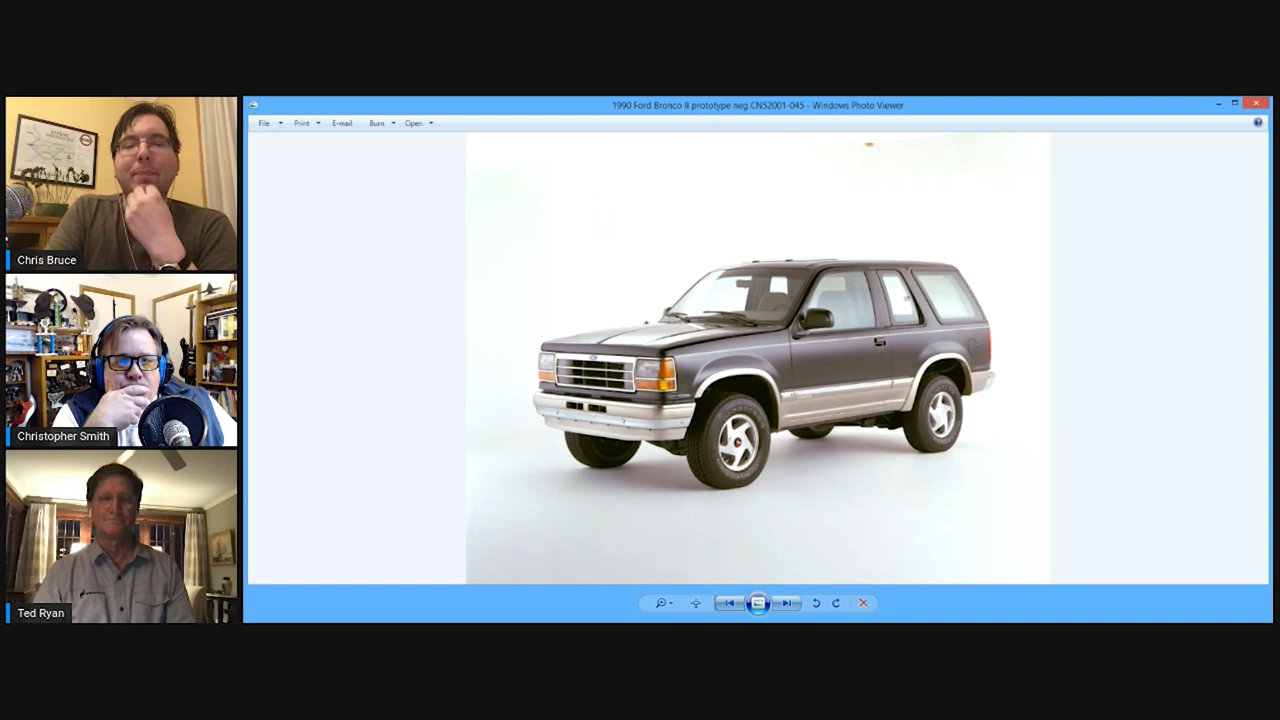 1990 Ford Bronco II prototype neg CN52001-045 - Windows Photo Viewer
File Print E-mail Burn Open
Chris Bruce
Christopher Smith
Ted Ryan